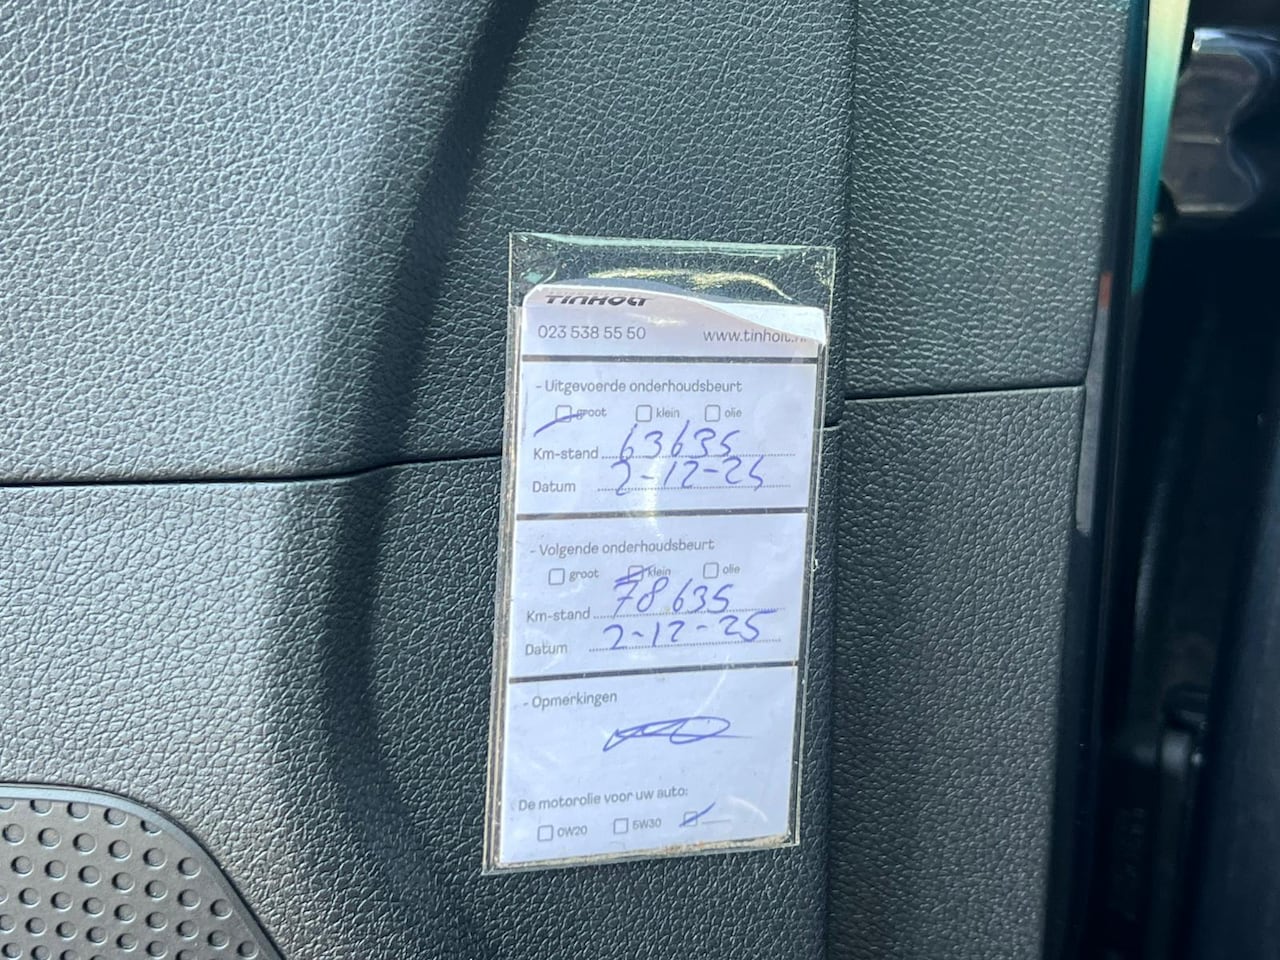 TINHOLT
023 538 55 50 www.tinholt.nl
- Uitgevoerde onderhoudsbeurt
groot klein olie
Km-stand 63635
Datum 2-12-25
- Volgende onderhoudsbeurt
groot klein olie
Km-stand 78635
Datum 2-12-25
- Opmerkingen
De motorolie voor uw auto:
0W20 5W30